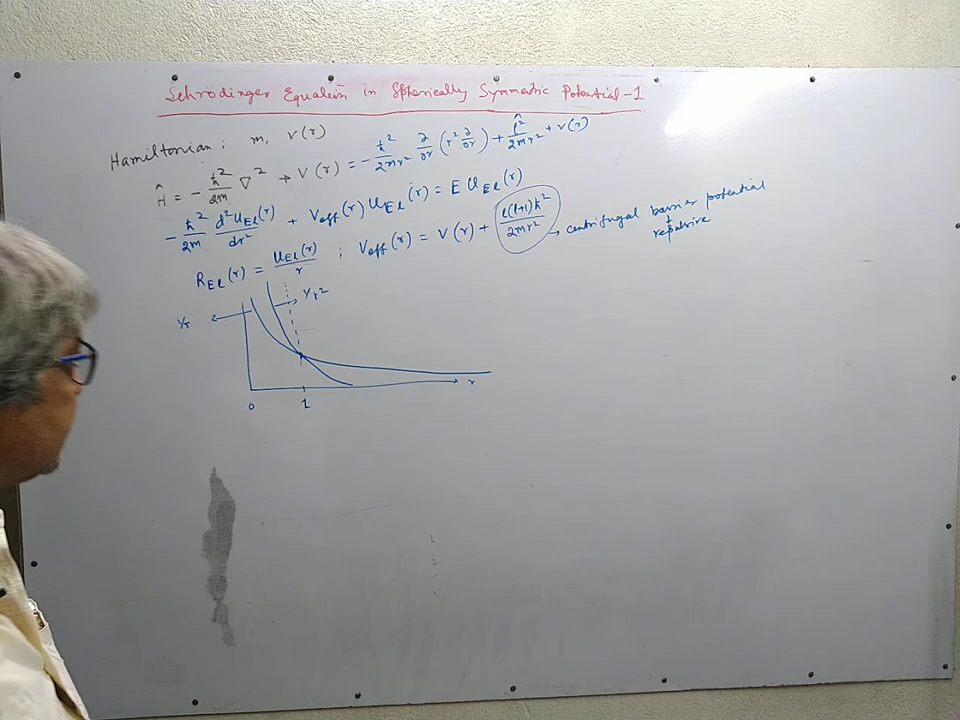 Schrödinger Equation in Spherically Symmetric Potential -1
Hamiltonian: m, V(r)
Ĥ = - ħ²/2m ∇² + V(r) = - ħ²/2mr² ∂/∂r (r² ∂/∂r) + l̂²/2mr² + V(r)
- ħ²/2m d²U_El(r)/dr² + V_eff(r) U_El(r) = E U_El(r)
R_El(r) = U_El(r)/r ; V_eff(r) = V(r) + l(l+1)ħ²/2mr² → centrifugal barrier potential
repulsive
1/r
1/r²
r
0
1